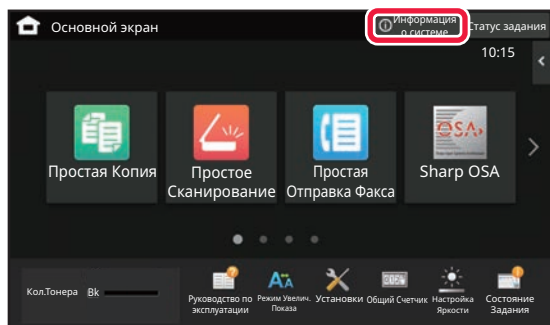 Основной экран
Информация
о системе
Статус задания
10:15
OSA
Простая Копия
Простое
Сканирование
Простая
Отправка Факса
Sharp OSA
Кол.Тонера Bk
Руководство по
эксплуатации
Режим Увелич.
Показа
Установки
Общий Счетчик
Настройка
Яркости
Состояние
Задания